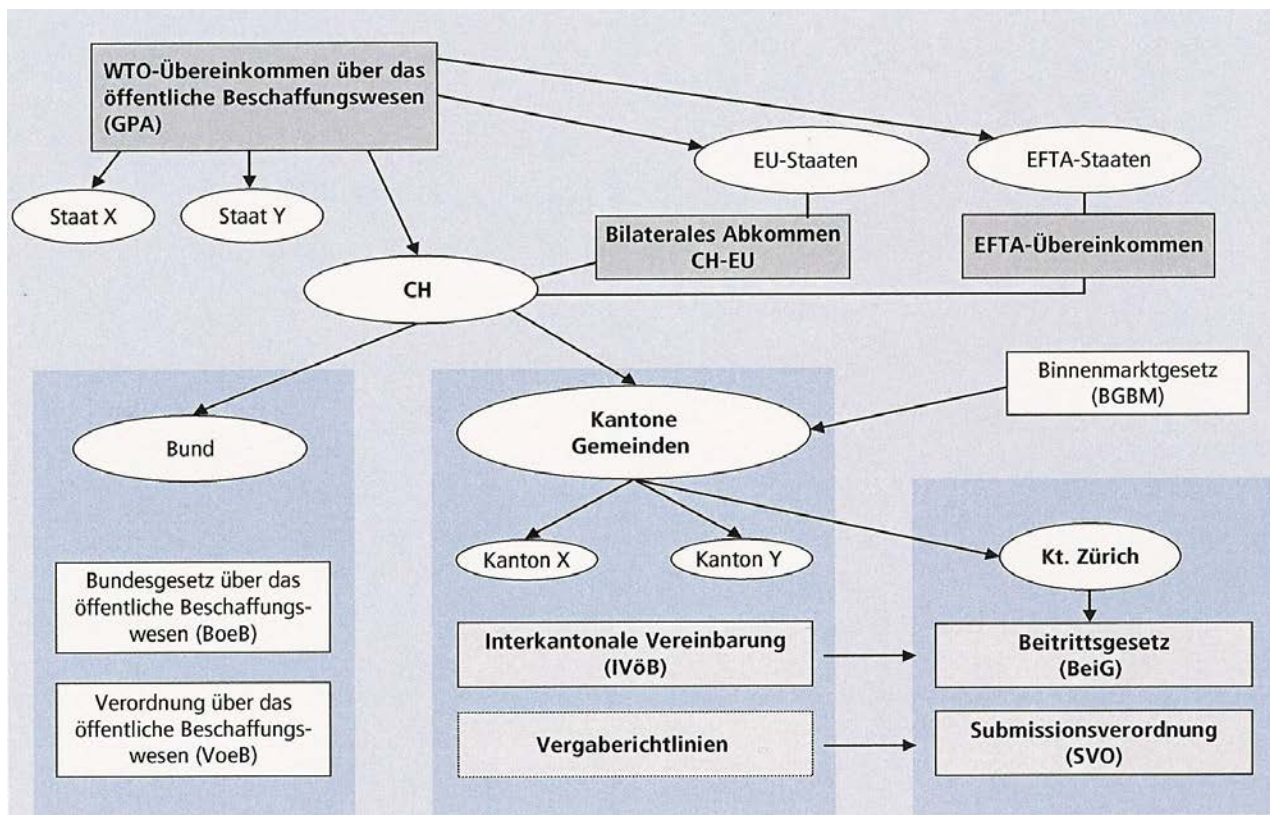 WTO-Übereinkommen über das
öffentliche Beschaffungswesen
(GPA)
EU-Staaten
EFTA-Staaten
Staat X
Staat Y
Bilaterales Abkommen
CH-EU
EFTA-Übereinkommen
CH
Binnenmarktgesetz
(BGBM)
Bund
Kantone
Gemeinden
Kanton X
Kanton Y
Kt. Zürich
Bundesgesetz über das
öffentliche Beschaffungs-
wesen (BoeB)
Interkantonale Vereinbarung
(IVöB)
Beitrittsgesetz
(BeiG)
Verordnung über das
öffentliche Beschaffungs-
wesen (VoeB)
Vergaberichtlinien
Submissionsverordnung
(SVO)